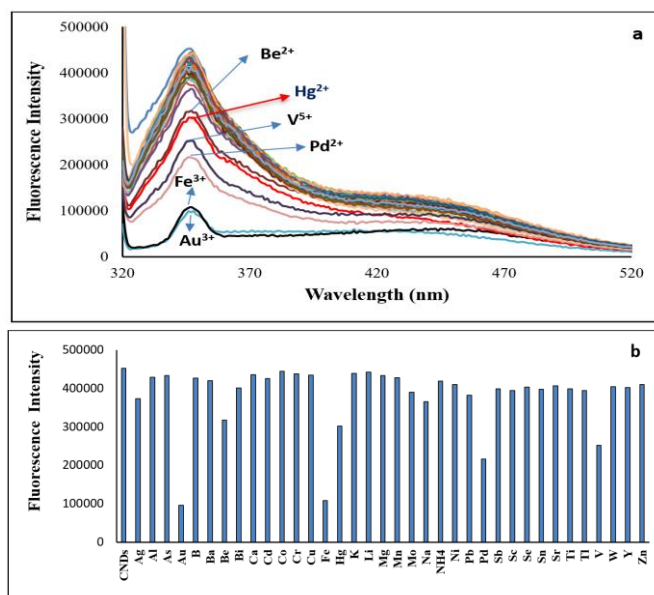 a
500000
400000
300000
200000
100000
0
Fluorescence Intensity
Be2+
Hg2+
V5+
Pd2+
Fe3+
Au3+
320 370 420 470 520
Wavelength (nm)
b
500000
400000
300000
200000
100000
0
Fluorescence Intensity
CNDs Ag Al As Au B Ba Be Bi Ca Cd Co Cr Cu Fe Hg K Li Mg Mn Mo Na NH4 Ni Pb Pd Sb Sc Se Sn Sr Ti Tl V W Y Zn